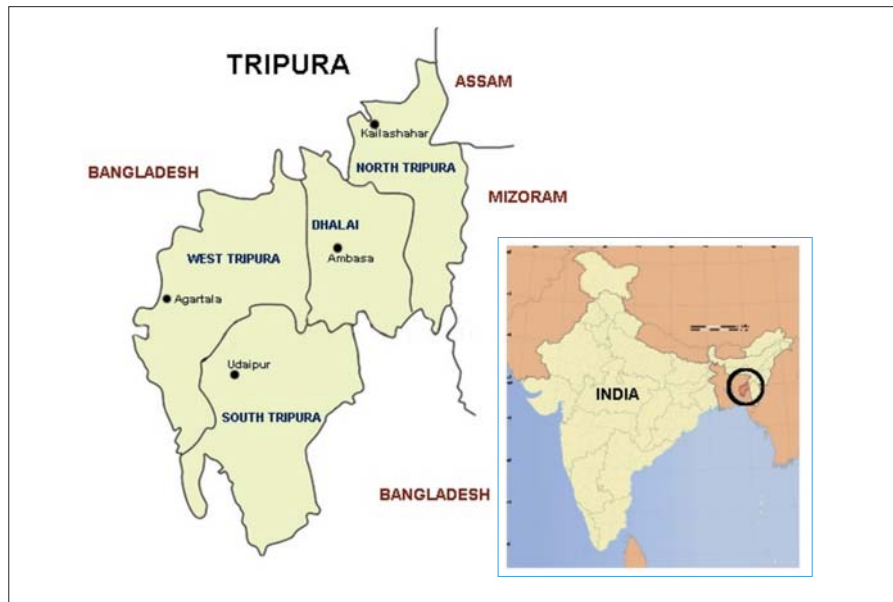 TRIPURA
ASSAM
Kailashahar
BANGLADESH
NORTH TRIPURA
MIZORAM
DHALAI
WEST TRIPURA
Ambasa
Agartala
Udaipur
INDIA
SOUTH TRIPURA
BANGLADESH